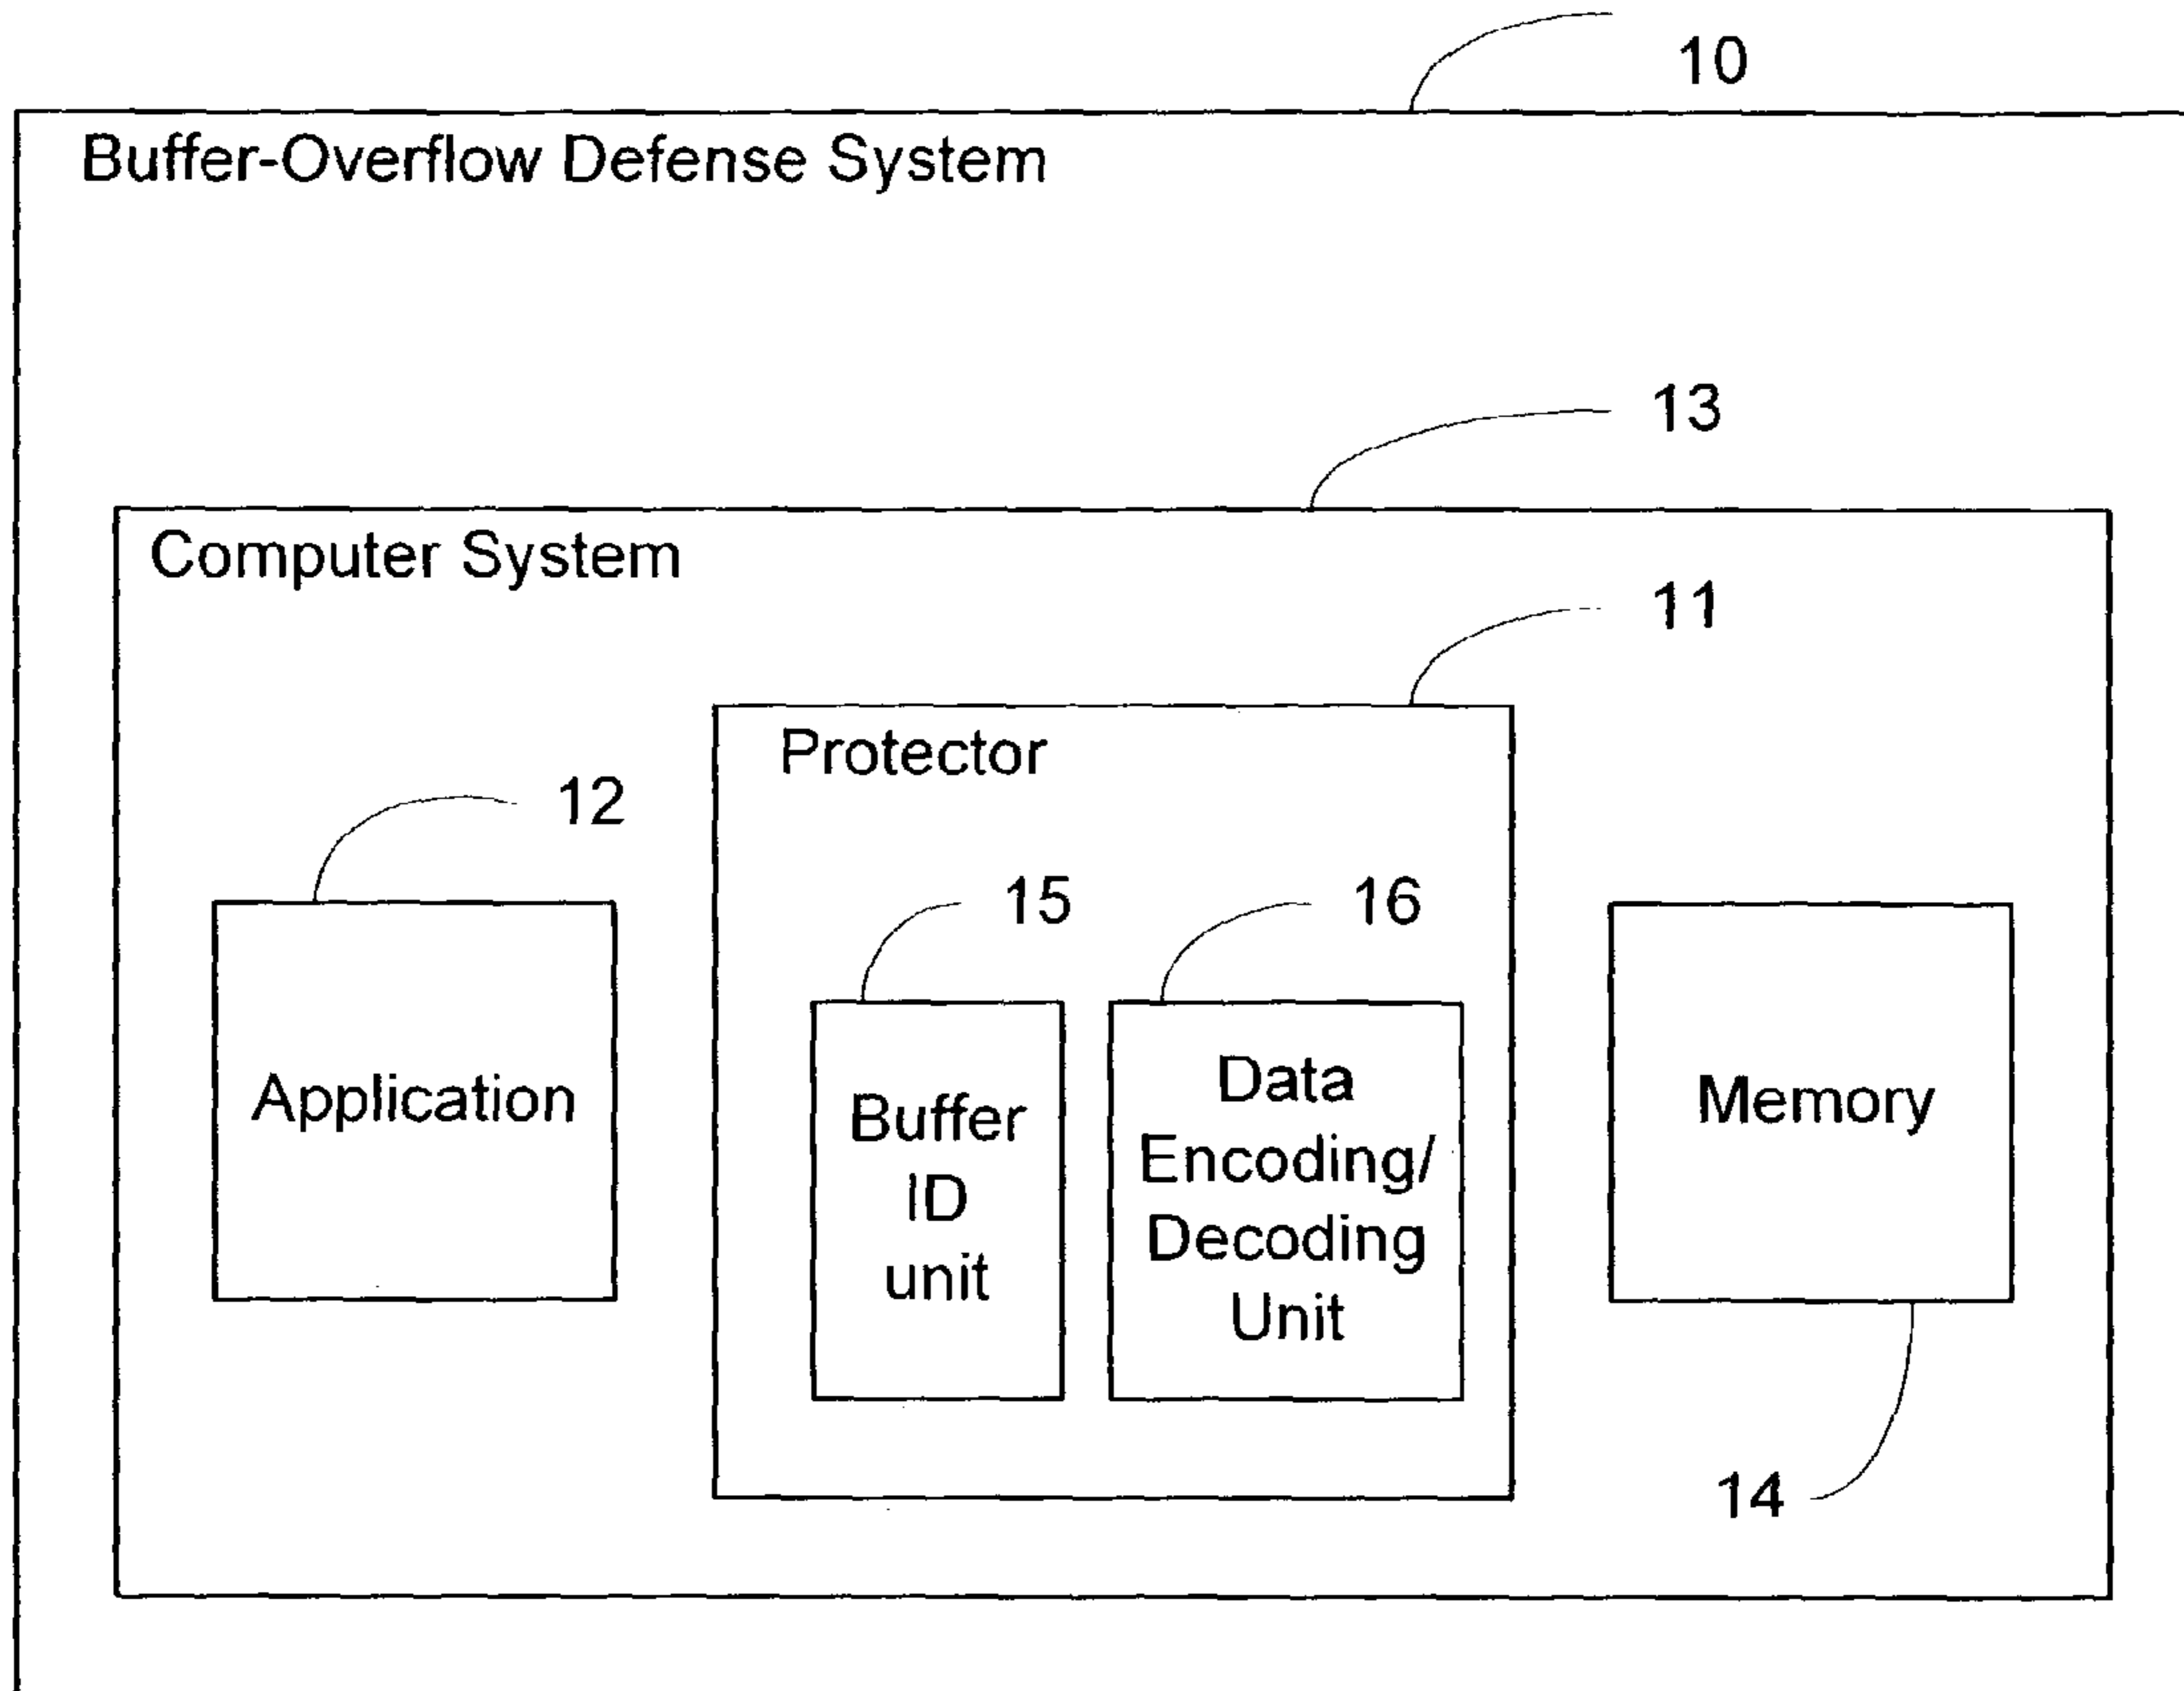 10
Buffer-Overflow Defense System
13
Computer System
11
Protector
12
15
16
Application
Buffer
ID
unit
Data
Encoding/
Decoding
Unit
Memory
14